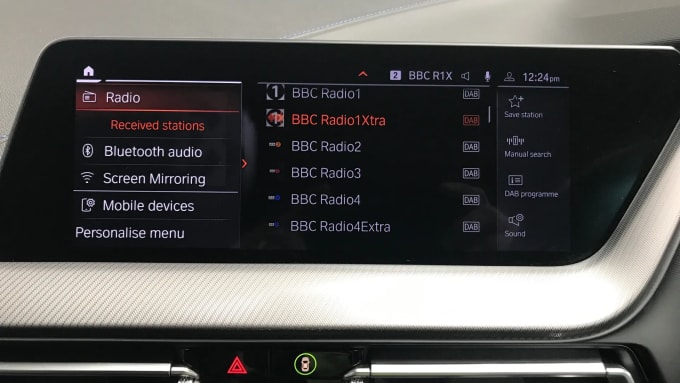 2 BBC R1X 12:24pm
Radio
Received stations
Bluetooth audio
Screen Mirroring
Mobile devices
Personalise menu
1 BBC Radio1 DAB
BBC Radio1Xtra DAB
BBC Radio2 DAB
BBC Radio3 DAB
BBC Radio4 DAB
BBC Radio4Extra DAB
Save station
Manual search
DAB programme
Sound